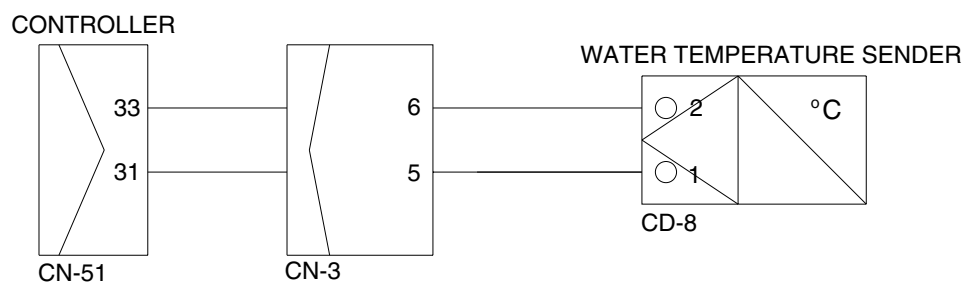 CONTROLLER
WATER TEMPERATURE SENDER
33
6
2
°C
31
5
1
CD-8
CN-51
CN-3